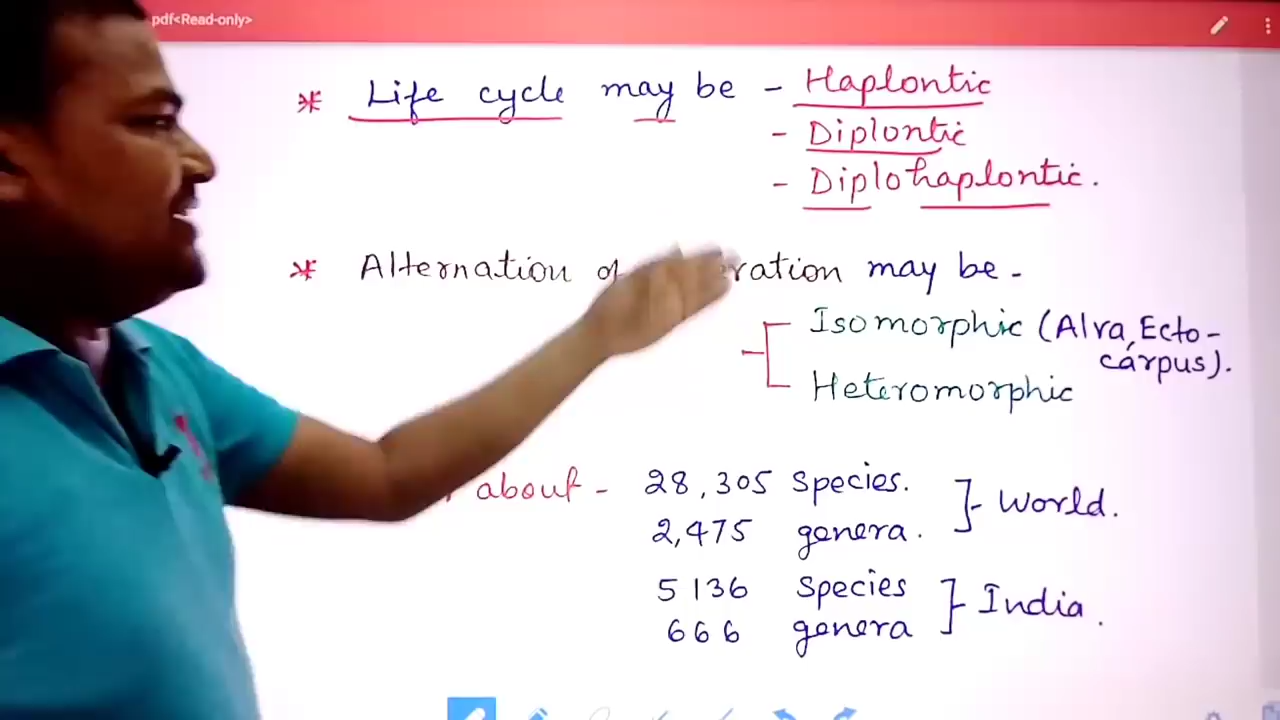 pdf<Read-only>
* Life cycle may be - Haplontic
- Diplontic
- Diplohaplontic.
* Alternation of may be -
Isomorphic (Alva, Ecto-
carpus).
Heteromorphic
about - 28,305 Species.
2,475 genera.
World.
5136 Species
666 genera
India.